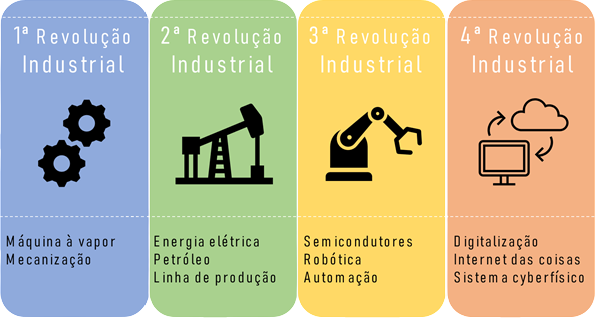 1ª Revolução
Industrial
Máquina à vapor
Mecanização
2ª Revolução
Industrial
Energia elétrica
Petróleo
Linha de produção
3ª Revolução
Industrial
Semicondutores
Robótica
Automação
4ª Revolução
Industrial
Digitalização
Internet das coisas
Sistema cyberfísico